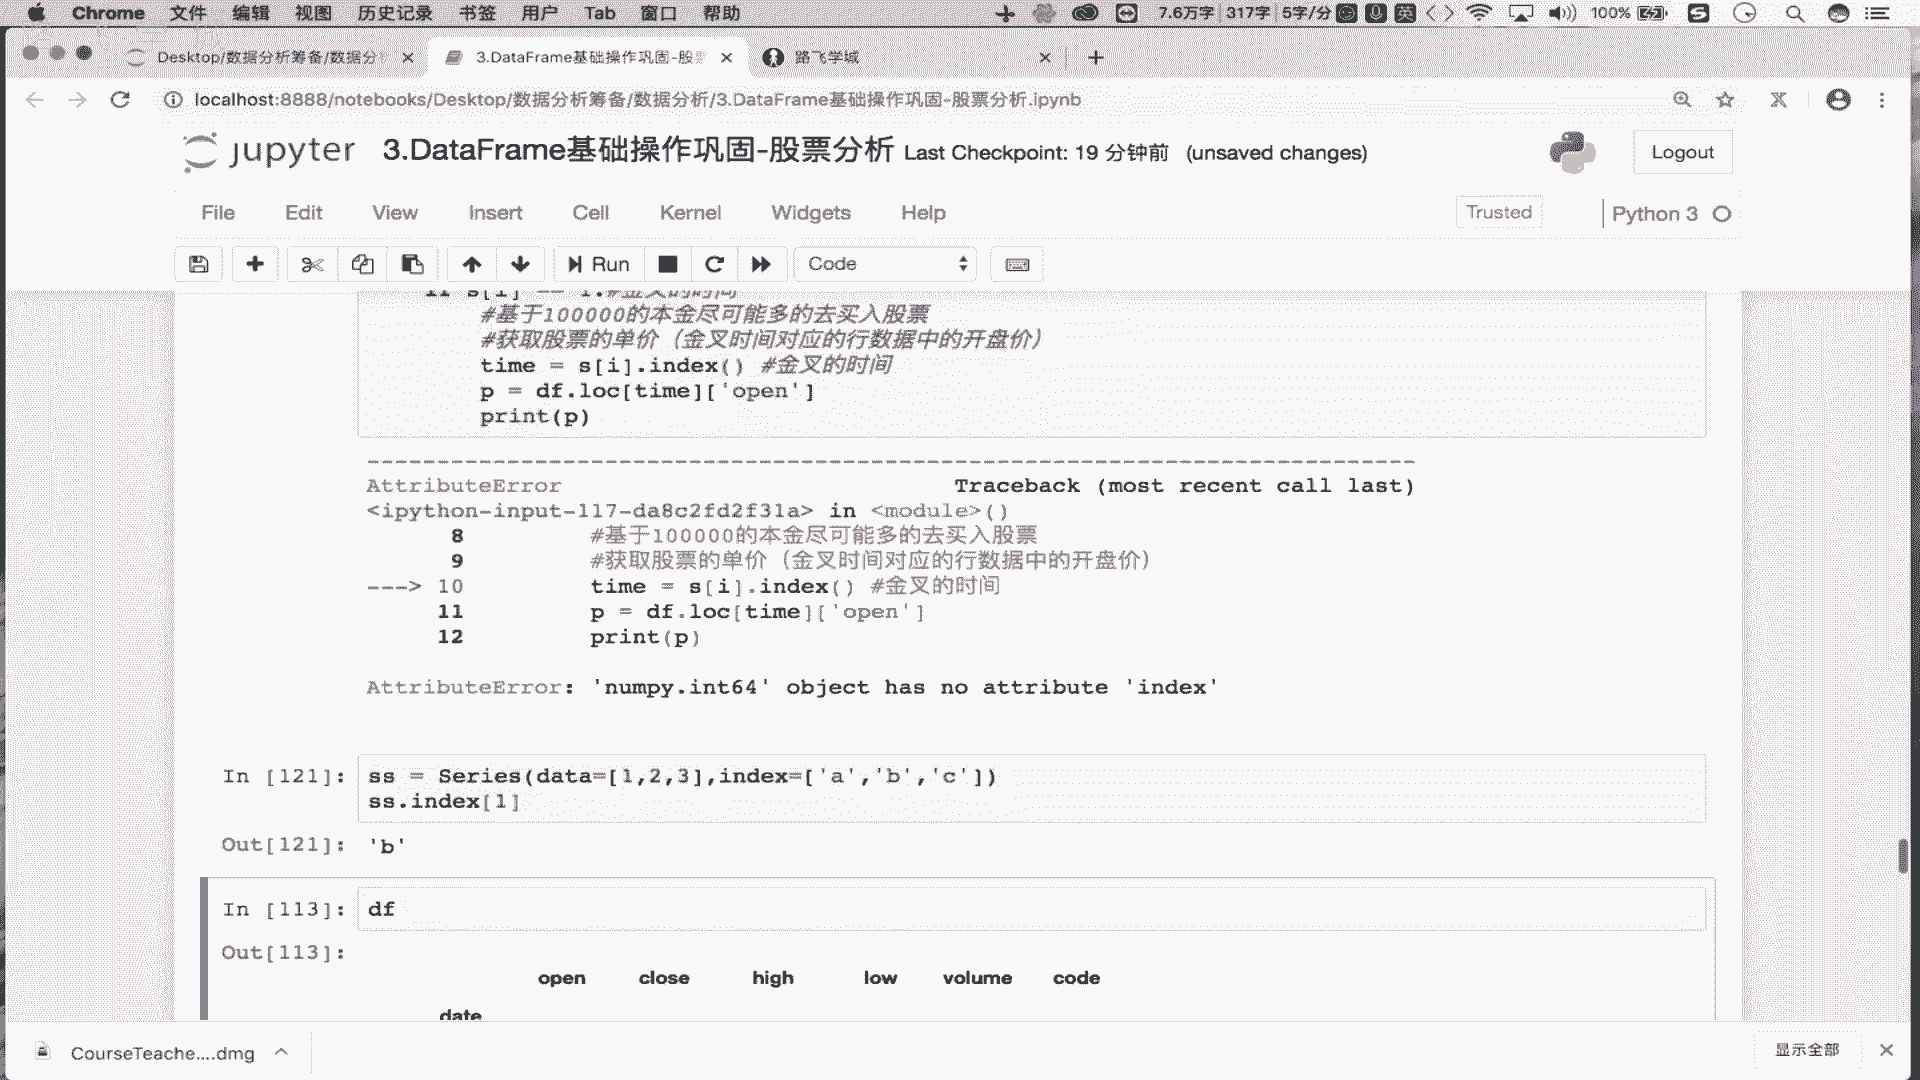 Chrome 文件 编辑 视图 历史记录 书签 用户 Tab 窗口 帮助 7.6万字 317字 5字/分 英 100%
Desktop/数据分析筹备/数据分 3.DataFrame基础操作巩固-股票 路飞学城
localhost:8888/notebooks/Desktop/数据分析筹备/数据分析/3.DataFrame基础操作巩固-股票分析.ipynb
jupyter 3.DataFrame基础操作巩固-股票分析 Last Checkpoint: 19 分钟前 (unsaved changes) Logout
File Edit View Insert Cell Kernel Widgets Help Trusted Python 3
Run Code
#基于100000的本金尽可能多的去买入股票
#获取股票的单价（金叉时间对应的行数据中的开盘价）
time = s[i].index() #金叉的时间
p = df.loc[time]['open']
print(p)
---------------------------------------------------------------------------
AttributeError Traceback (most recent call last)
<ipython-input-117-da8c2fd2f31a> in <module>()
8 #基于100000的本金尽可能多的去买入股票
9 #获取股票的单价（金叉时间对应的行数据中的开盘价）
---> 10 time = s[i].index() #金叉的时间
11 p = df.loc[time]['open']
12 print(p)
AttributeError: 'numpy.int64' object has no attribute 'index'
In [121]: ss = Series(data=[1,2,3],index=['a','b','c'])
ss.index[1]
Out[121]: 'b'
In [113]: df
Out[113]:
open close high low volume code
date
CourseTeache....dmg 显示全部